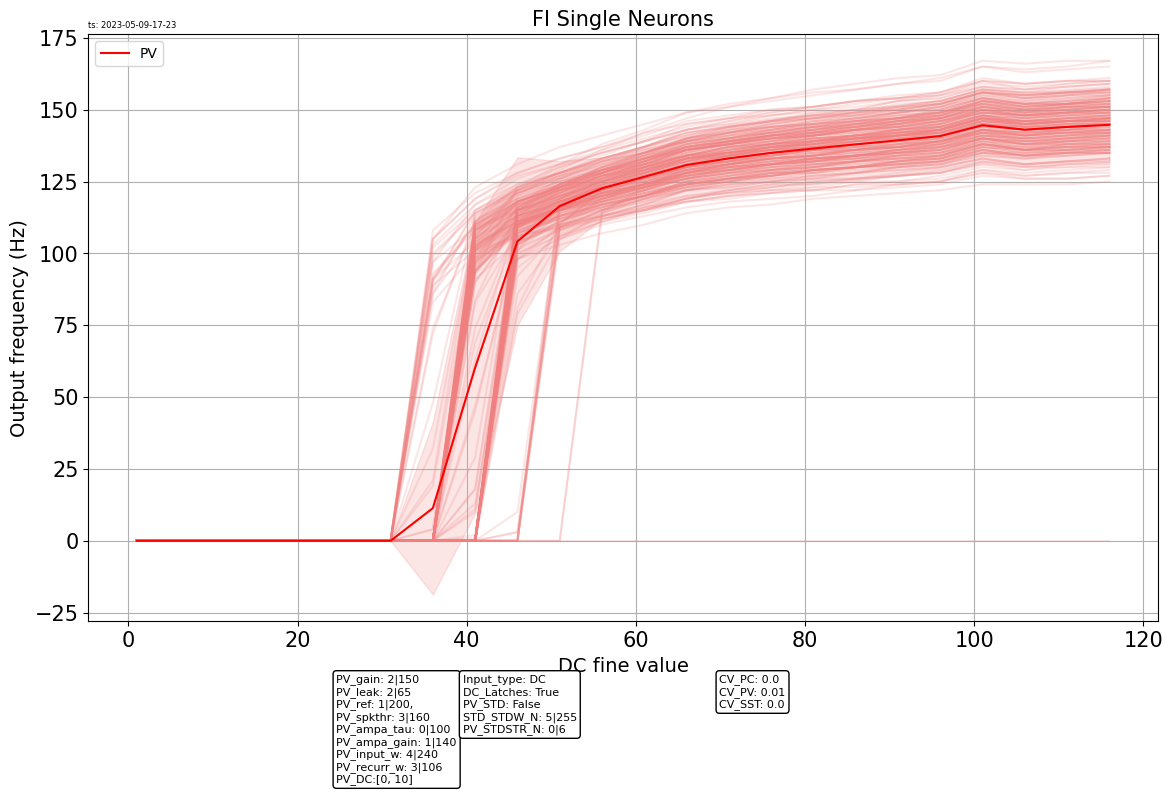 FI Single Neurons
ts: 2023-05-09-17-23
PV
175
150
125
100
75
50
25
0
−25
Output frequency (Hz)
0 20 40 60 80 100 120
DC fine value
PV_gain: 2|150
PV_leak: 2|65
PV_ref: 1|200,
PV_spkthr: 3|160
PV_ampa_tau: 0|100
PV_ampa_gain: 1|140
PV_input_w: 4|240
PV_recurr_w: 3|106
PV_DC:[0, 10]
Input_type: DC
DC_Latches: True
PV_STD: False
STD_STDW_N: 5|255
PV_STDSTR_N: 0|6
CV_PC: 0.0
CV_PV: 0.01
CV_SST: 0.0